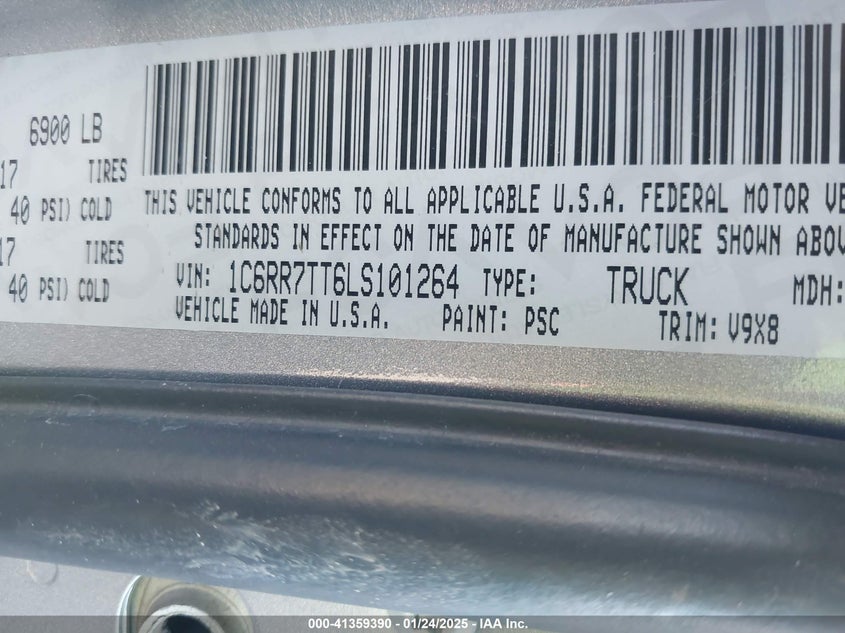 6900 LB
17 TIRES
40 PSI) COLD
17 TIRES
40 PSI) COLD
THIS VEHICLE CONFORMS TO ALL APPLICABLE U.S.A. FEDERAL MOTOR VE
STANDARDS IN EFFECT ON THE DATE OF MANUFACTURE SHOWN ABOV
VIN: 1C6RR7TT6LS101264 TYPE: TRUCK MDH:
VEHICLE MADE IN U.S.A. PAINT: PSC TRIM: V9X8
000-41359390 - 01/24/2025 - IAA Inc.